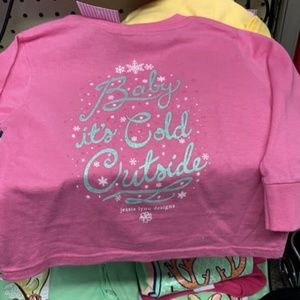 Baby
it's Cold
Outside
jessie lynn designs